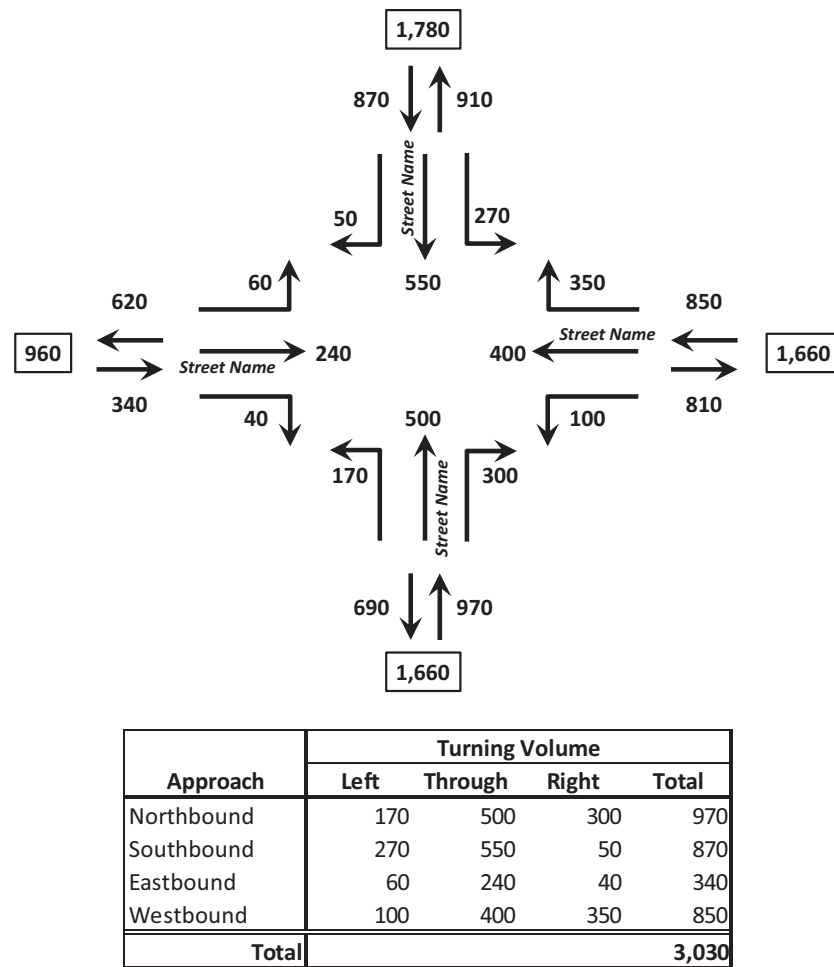 1,780
870 910
Street Name
50 270
60 550 350
620 850
960 Street Name 240 400 Street Name 1,660
340 40 500 100 810
170 300
Street Name
690 970
1,660
Turning Volume
Approach Left Through Right Total
Northbound 170 500 300 970
Southbound 270 550 50 870
Eastbound 60 240 40 340
Westbound 100 400 350 850
Total 3,030